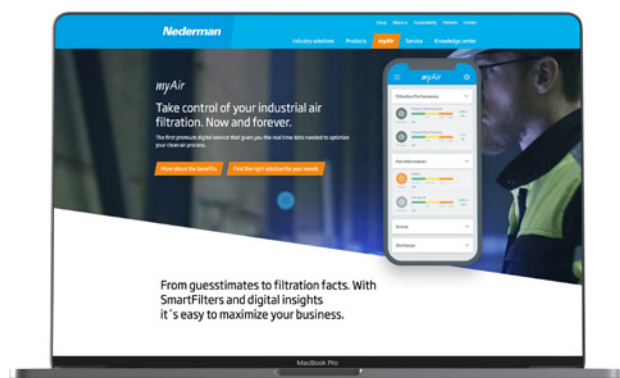 Group About us Sustainability Partners Contact
Nederman
Industry solutions Products myAir Service Knowledge center
myAir
Take control of your industrial air
filtration. Now and forever.
The first premium digital service that gives you the real time data needed to optimize
your clean air process.
More about the benefits Find the right solution for your needs
myAir
Filtration Performance
Fan Information
Extras
Discharge
From guesstimates to filtration facts. With
SmartFilters and digital insights
it´s easy to maximize your business.
MacBook Pro